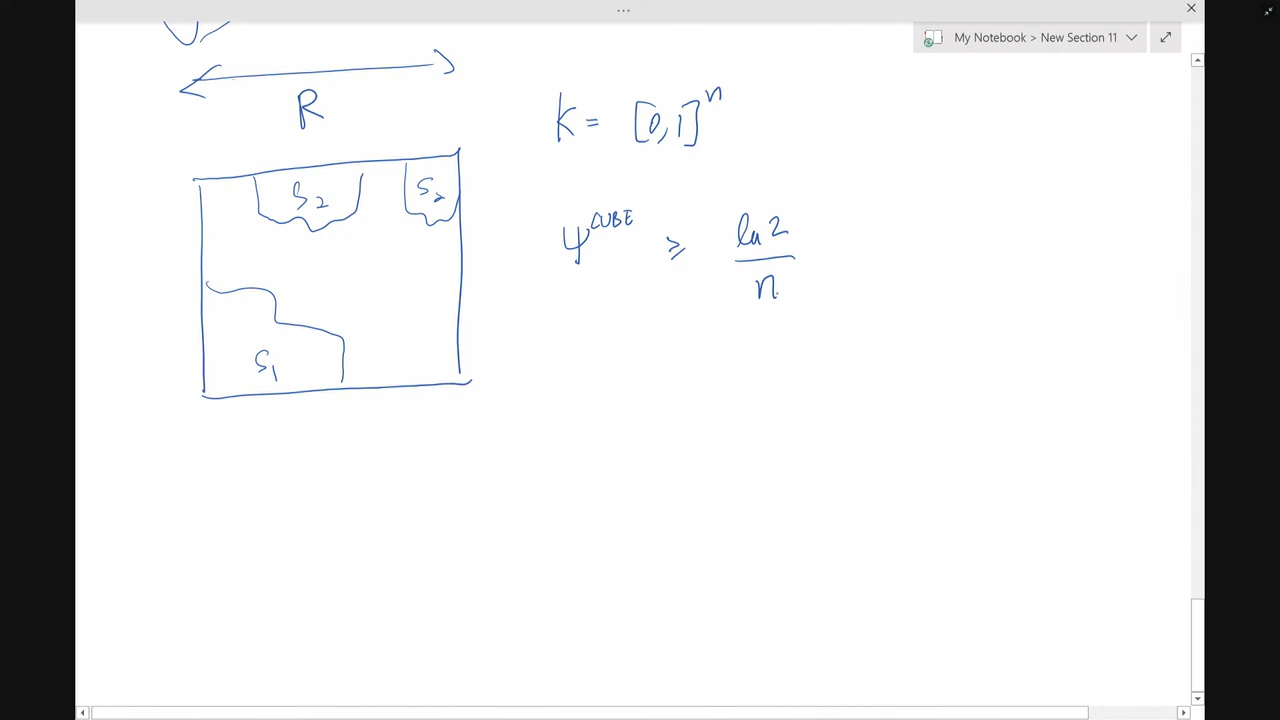 My Notebook > New Section 11
R
K = [0,1]^n
S2 S2
ψ^CUBE ≥ ln 2 / n
S1